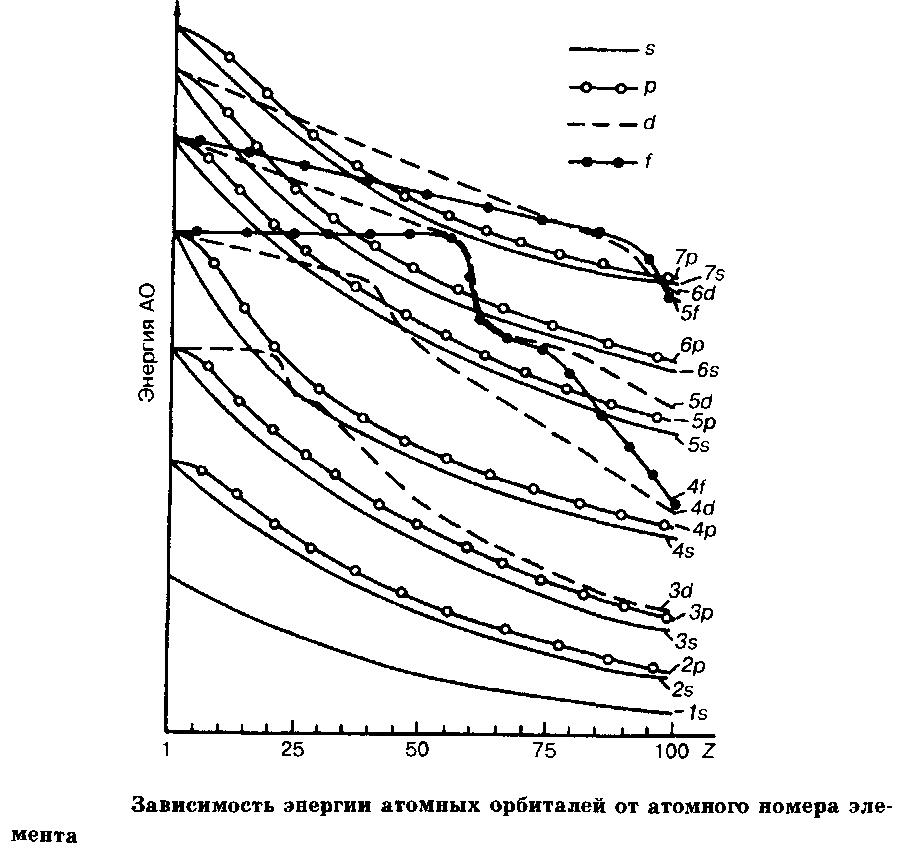 s
p
d
f
Энергия АО
7p
7s
6d
5f
6p
6s
5d
5p
5s
4f
4d
4p
4s
3d
3p
3s
2p
2s
1s
1 25 50 75 100 Z
Зависимость энергии атомных орбиталей от атомного номера эле-
мента